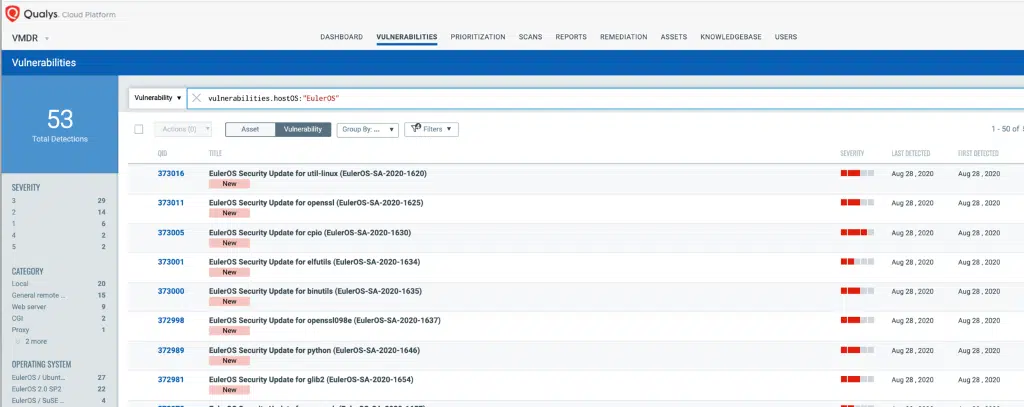 Qualys. Cloud Platform
VMDR
DASHBOARD VULNERABILITIES PRIORITIZATION SCANS REPORTS REMEDIATION ASSETS KNOWLEDGEBASE USERS
Vulnerabilities
53
Total Detections
Vulnerability vulnerabilities.hostOS:"EulerOS"
Actions (0) Asset Vulnerability Group By: ... Filters 1 - 50 of
QID TITLE SEVERITY LAST DETECTED FIRST DETECTED
373016 EulerOS Security Update for util-linux (EulerOS-SA-2020-1620) Aug 28, 2020 Aug 28, 2020
New
373011 EulerOS Security Update for openssl (EulerOS-SA-2020-1625) Aug 28, 2020 Aug 28, 2020
New
373005 EulerOS Security Update for cpio (EulerOS-SA-2020-1630) Aug 28, 2020 Aug 28, 2020
New
373001 EulerOS Security Update for elfutils (EulerOS-SA-2020-1634) Aug 28, 2020 Aug 28, 2020
New
373000 EulerOS Security Update for binutils (EulerOS-SA-2020-1635) Aug 28, 2020 Aug 28, 2020
New
372998 EulerOS Security Update for openssl098e (EulerOS-SA-2020-1637) Aug 28, 2020 Aug 28, 2020
New
372989 EulerOS Security Update for python (EulerOS-SA-2020-1646) Aug 28, 2020 Aug 28, 2020
New
372981 EulerOS Security Update for glib2 (EulerOS-SA-2020-1654) Aug 28, 2020 Aug 28, 2020
New
SEVERITY
3 29
2 14
1 6
4 2
5 2
CATEGORY
Local 20
General remote ... 15
Web server 9
CGI 2
Proxy 1
2 more
OPERATING SYSTEM
EulerOS / Ubunt... 27
EulerOS 2.0 SP2 22
EulerOS / SuSE ... 4